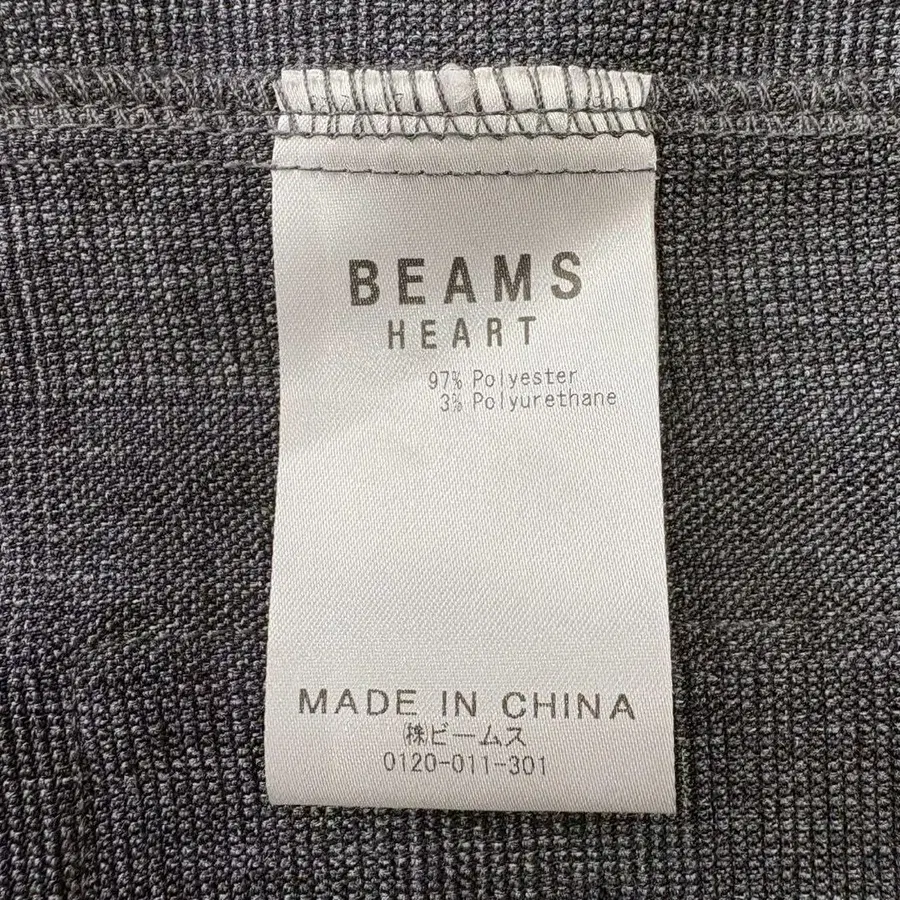 BEAMS
HEART
97% Polyester
3% Polyurethane
MADE IN CHINA
㈱ビームス
0120-011-301